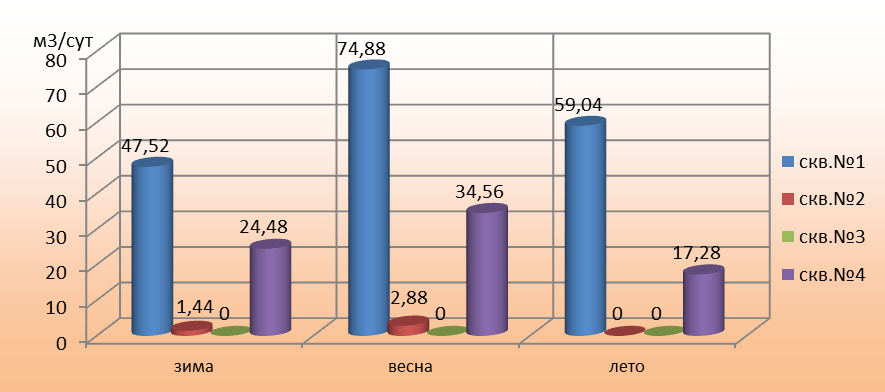 м3/сут
80
70
60
50
40
30
20
10
0
47,52
1,44
0
24,48
74,88
2,88
0
34,56
59,04
0
0
17,28
зима
весна
лето
скв.№1
скв.№2
скв.№3
скв.№4